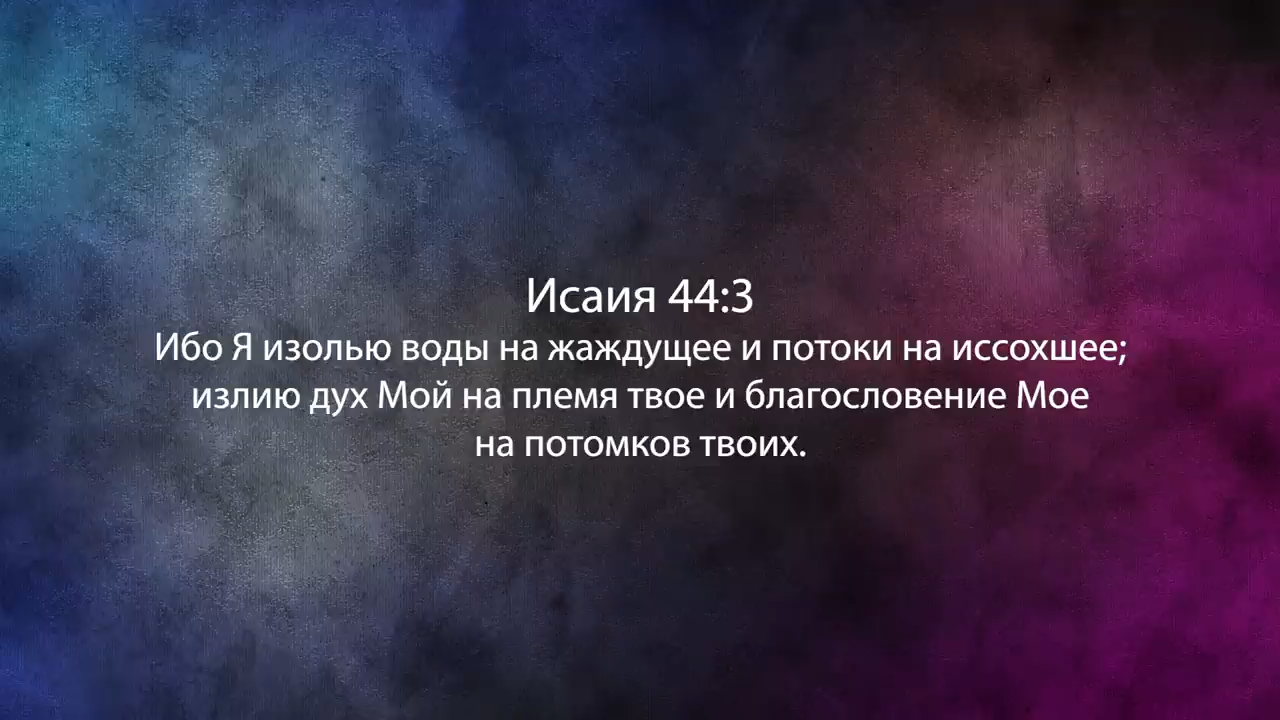 Исаия 44:3
Ибо Я изолью воды на жаждущее и потоки на иссохшее;
излию дух Мой на племя твое и благословение Мое
на потомков твоих.